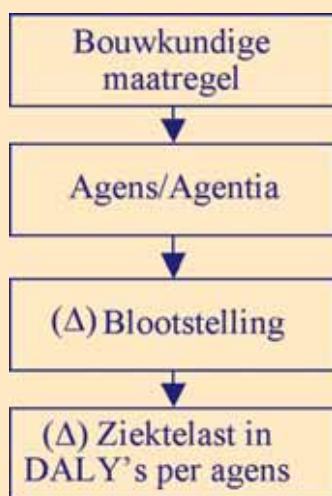 Bouwkundige
maatregel
Agens/Agentia
(Δ) Blootstelling
(Δ) Ziektelast in
DALY's per agens